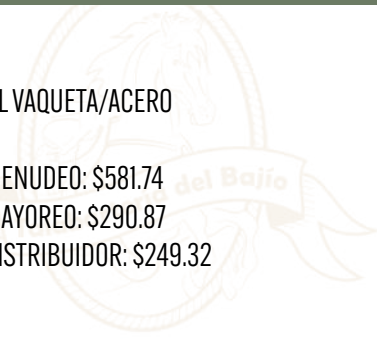 L VAQUETA/ACERO
ENUDEO: $581.74
AYOREO: $290.87
ISTRIBUIDOR: $249.32
del Bajío